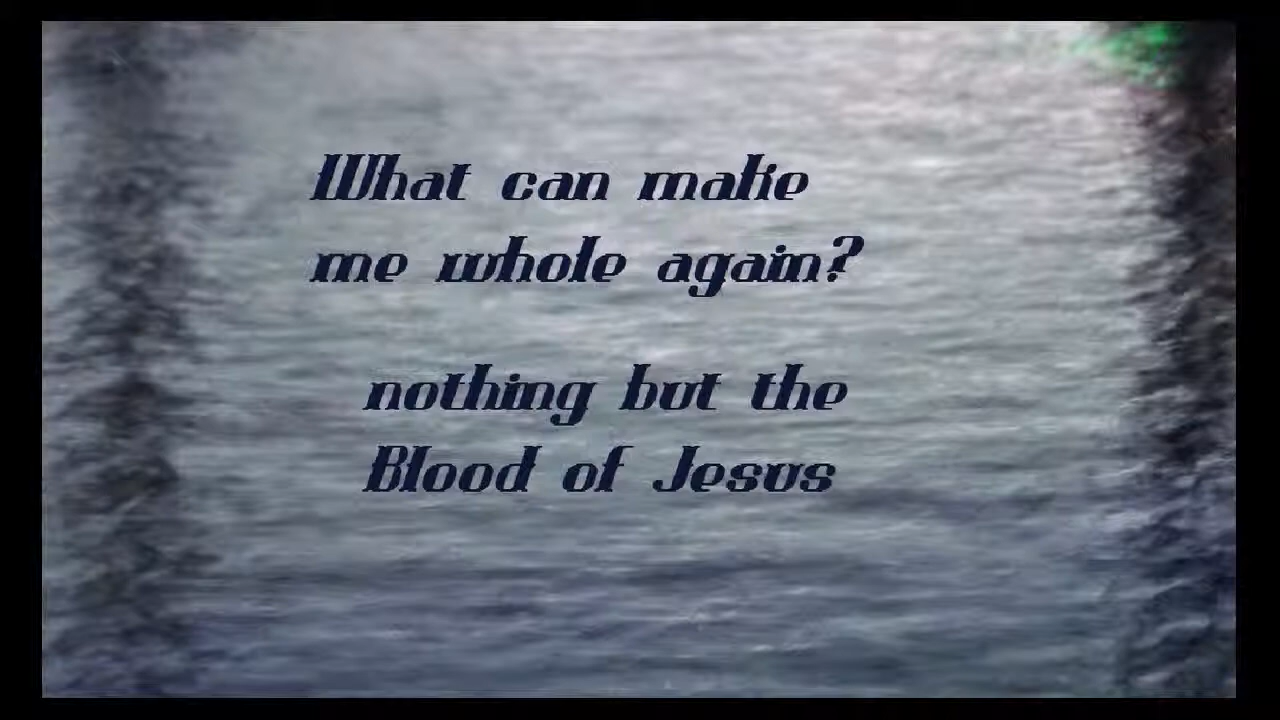 What can make
me whole again?
nothing but the
Blood of Jesus